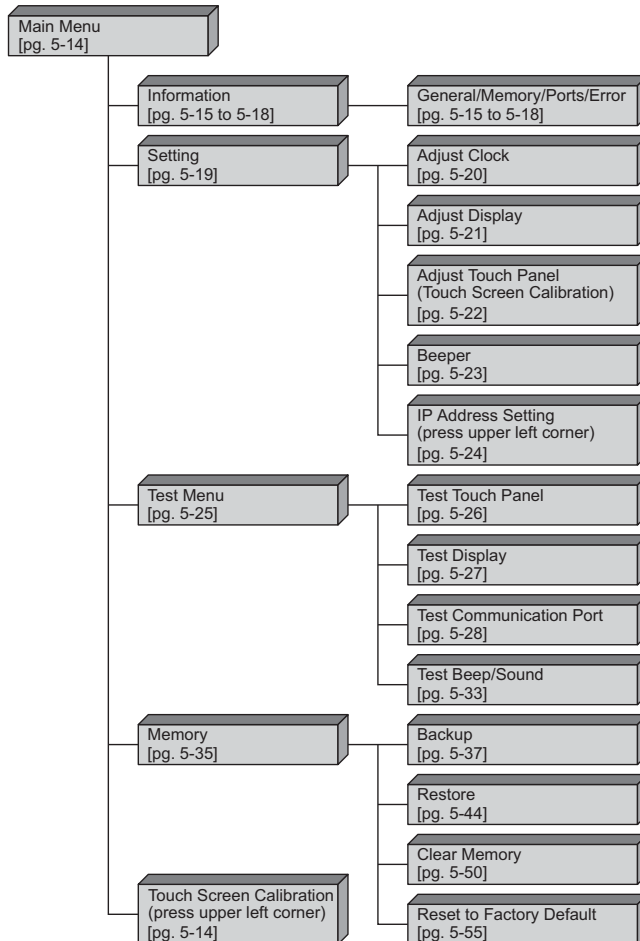 Main Menu
[pg. 5-14]
Information
[pg. 5-15 to 5-18]
General/Memory/Ports/Error
[pg. 5-15 to 5-18]
Setting
[pg. 5-19]
Adjust Clock
[pg. 5-20]
Adjust Display
[pg. 5-21]
Adjust Touch Panel
(Touch Screen Calibration)
[pg. 5-22]
Beeper
[pg. 5-23]
IP Address Setting
(press upper left corner)
[pg. 5-24]
Test Menu
[pg. 5-25]
Test Touch Panel
[pg. 5-26]
Test Display
[pg. 5-27]
Test Communication Port
[pg. 5-28]
Test Beep/Sound
[pg. 5-33]
Memory
[pg. 5-35]
Backup
[pg. 5-37]
Restore
[pg. 5-44]
Clear Memory
[pg. 5-50]
Reset to Factory Default
[pg. 5-55]
Touch Screen Calibration
(press upper left corner)
[pg. 5-14]